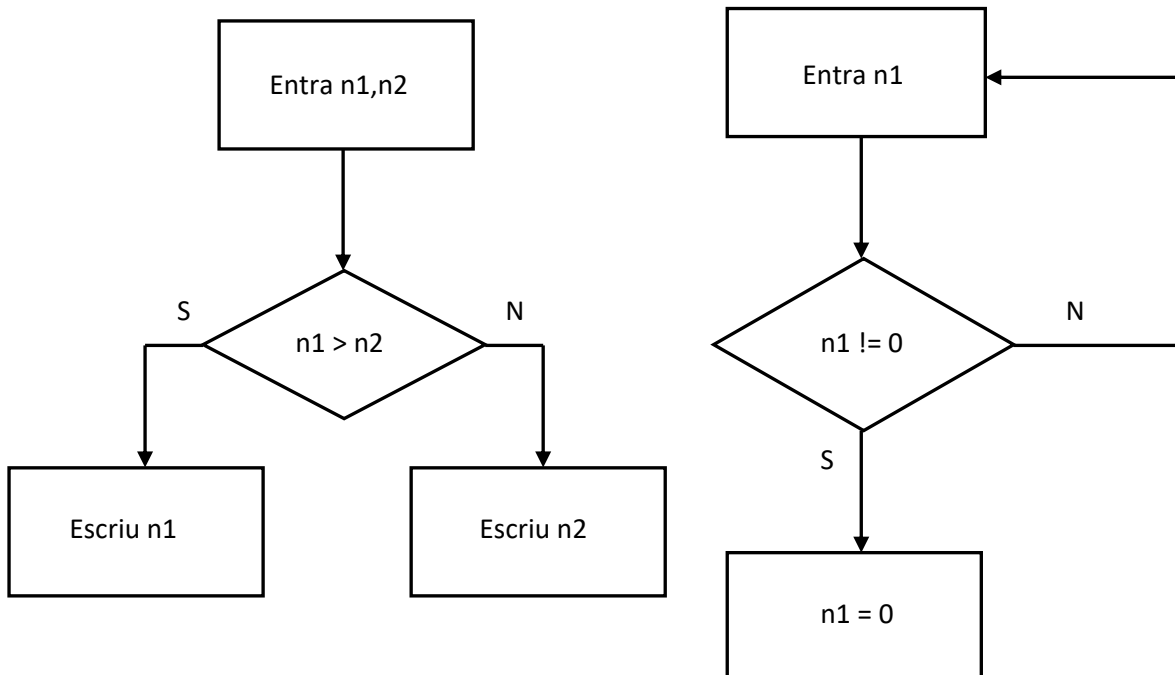 Entra n1,n2
S
N
n1 > n2
Escriu n1
Escriu n2
Entra n1
n1 != 0
N
S
n1 = 0